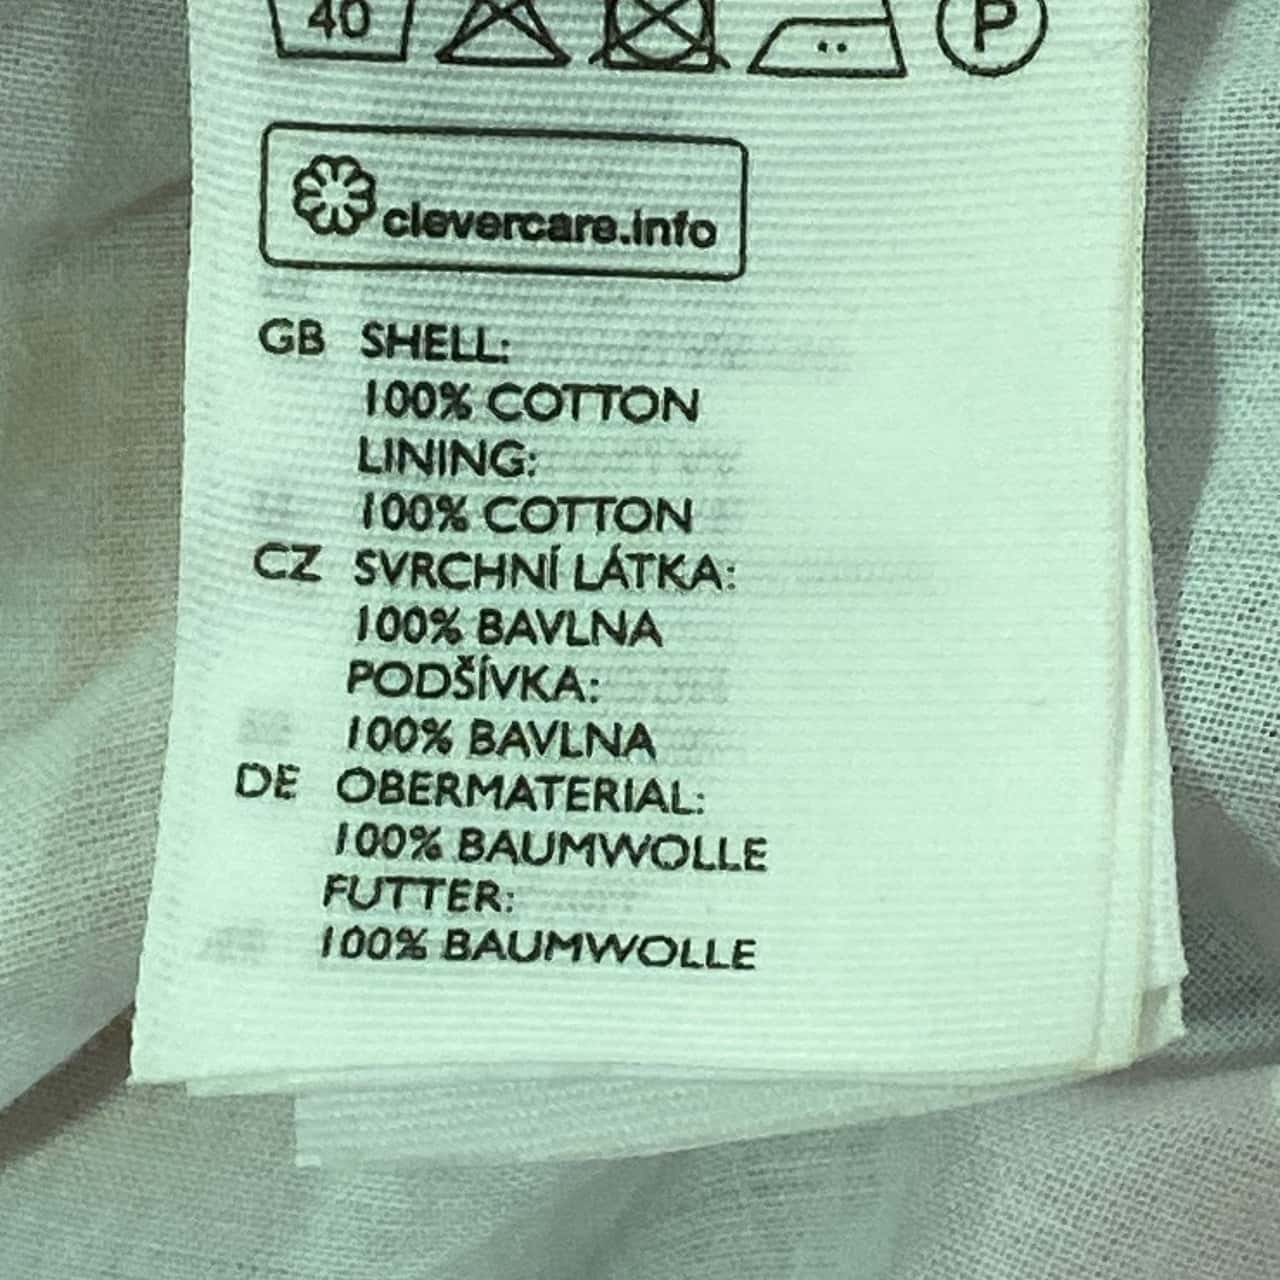 40
P
clevercare.info
GB SHELL:
100% COTTON
LINING:
100% COTTON
CZ SVRCHNÍ LÁTKA:
100% BAVLNA
PODŠÍVKA:
100% BAVLNA
DE OBERMATERIAL:
100% BAUMWOLLE
FUTTER:
100% BAUMWOLLE